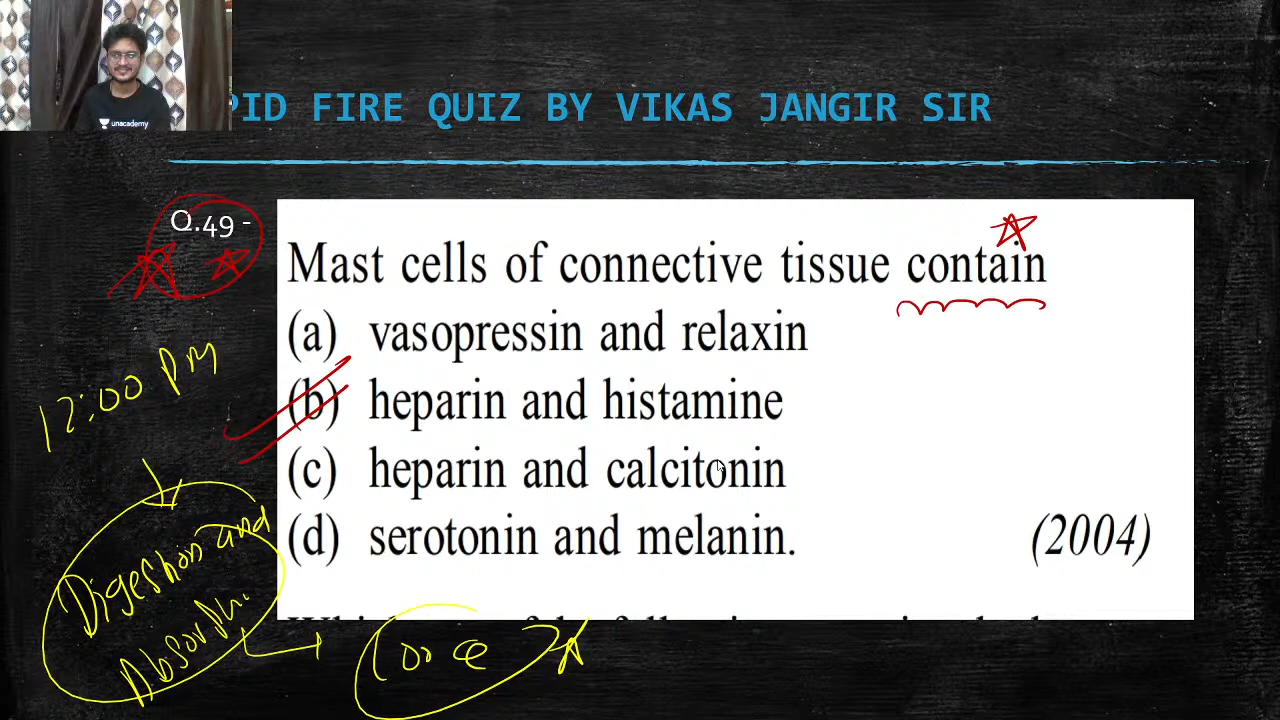 PID FIRE QUIZ BY VIKAS JANGIR SIR
unacademy
Q.49 -
Mast cells of connective tissue contain
(a) vasopressin and relaxin
(b) heparin and histamine
(c) heparin and calcitonin
(d) serotonin and melanin. (2004)
12:00 PM
Digestion and